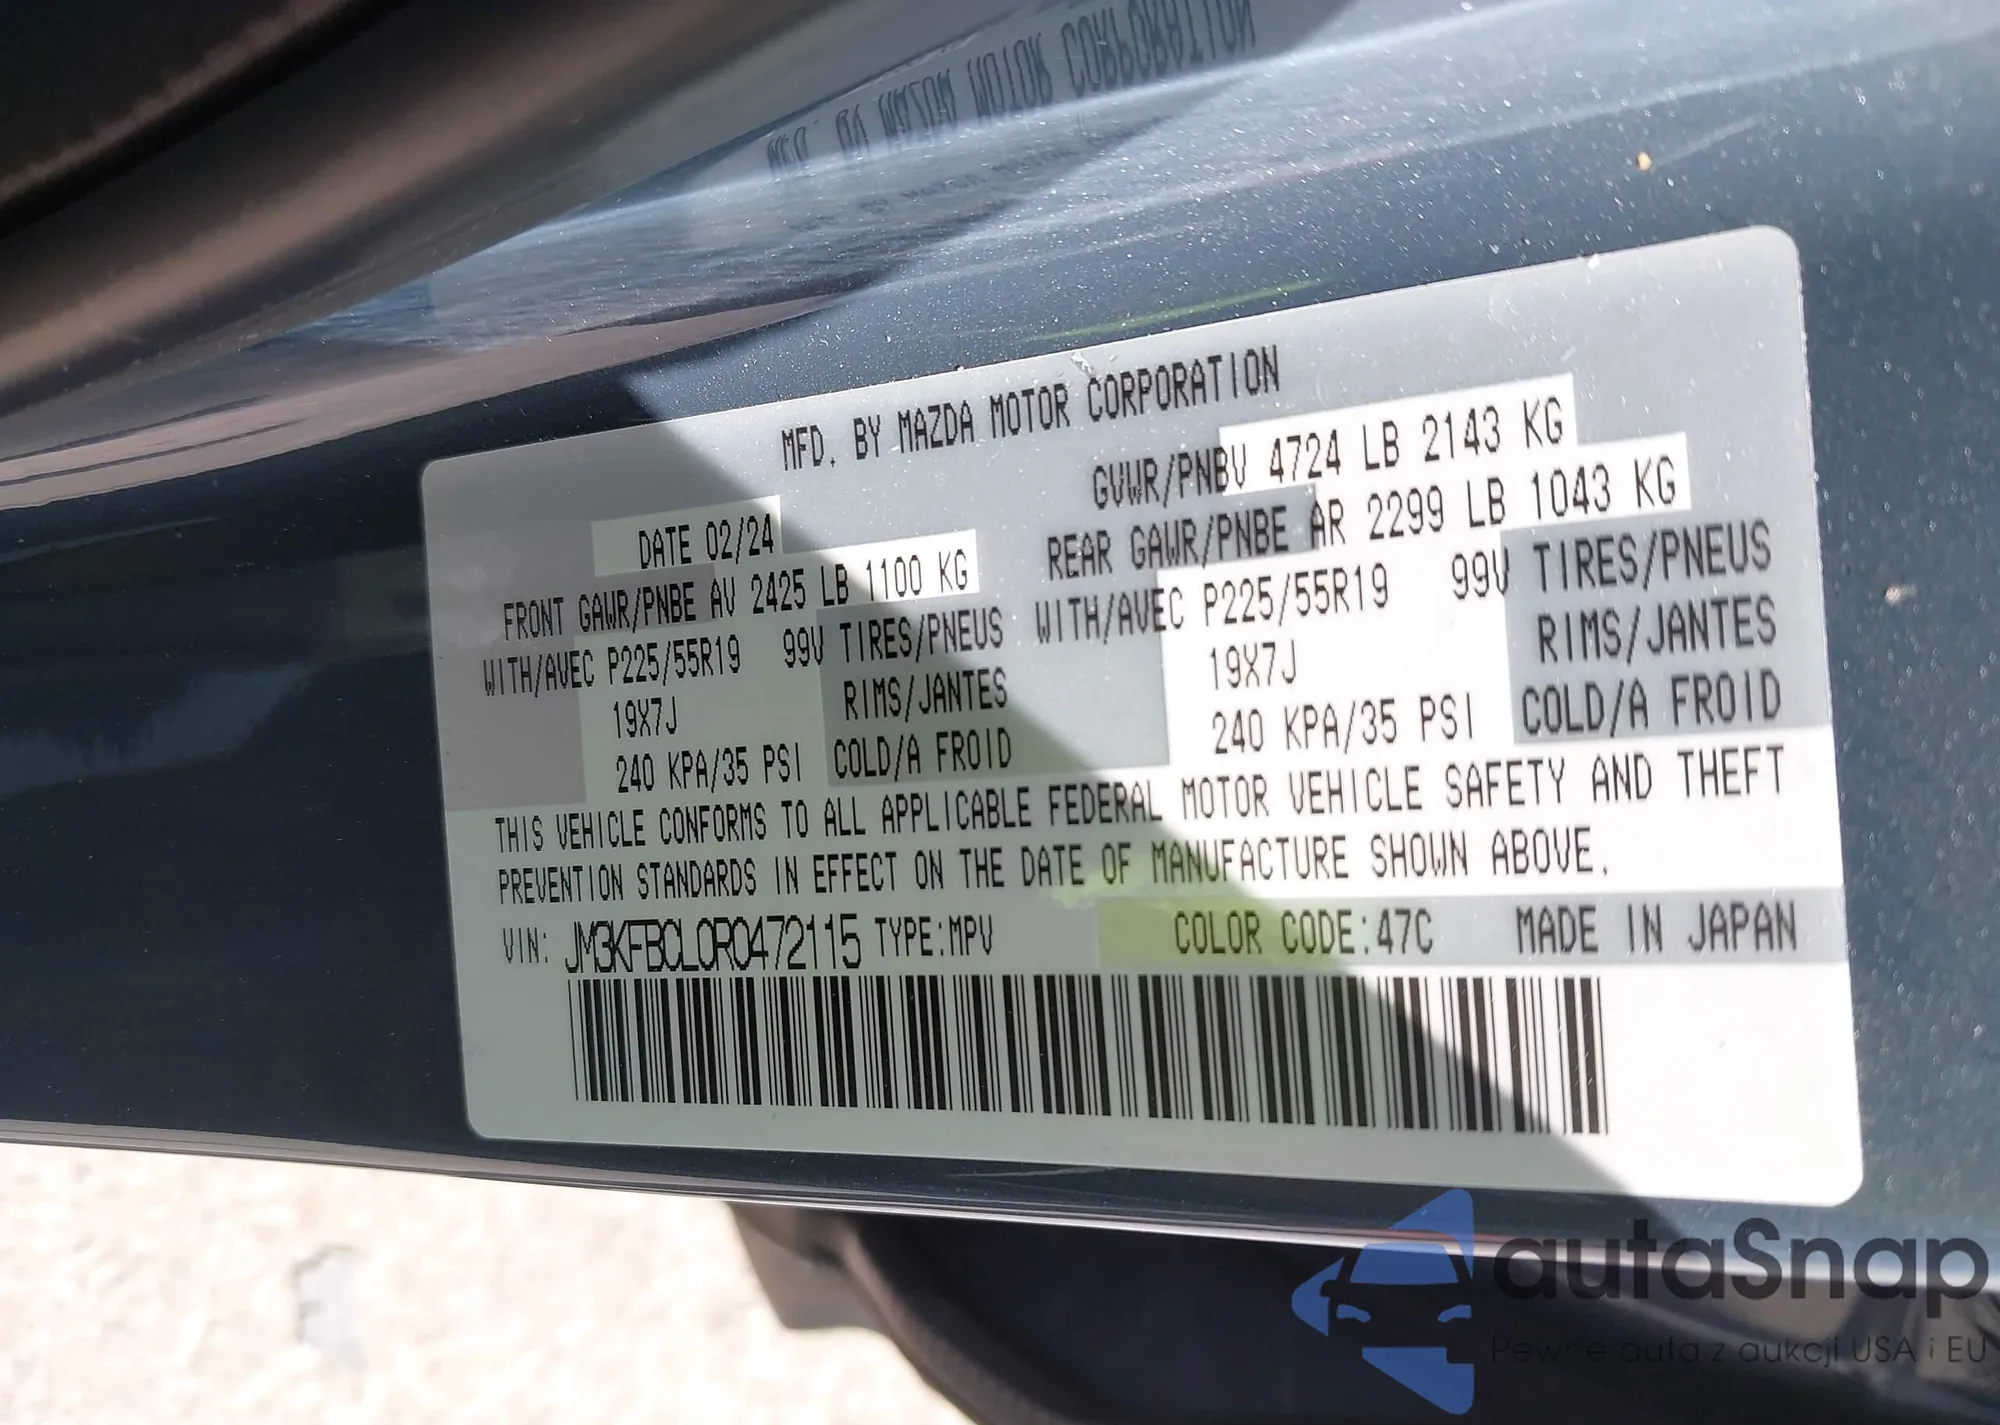 MFD. BY MAZDA MOTOR CORPORATION
DATE 02/24
GVWR/PNBV 4724 LB 2143 KG
FRONT GAWR/PNBE AV 2425 LB 1100 KG
REAR GAWR/PNBE AR 2299 LB 1043 KG
WITH/AVEC P225/55R19 99V TIRES/PNEUS
WITH/AVEC P225/55R19 99V TIRES/PNEUS
19X7J RIMS/JANTES
19X7J RIMS/JANTES
240 KPA/35 PSI COLD/A FROID
240 KPA/35 PSI COLD/A FROID
THIS VEHICLE CONFORMS TO ALL APPLICABLE FEDERAL MOTOR VEHICLE SAFETY AND THEFT
PREVENTION STANDARDS IN EFFECT ON THE DATE OF MANUFACTURE SHOWN ABOVE.
VIN: JM3KFBCL0R0472115 TYPE:MPV COLOR CODE:47C MADE IN JAPAN
autaSnap
Pewne auta z aukcji USA i EU